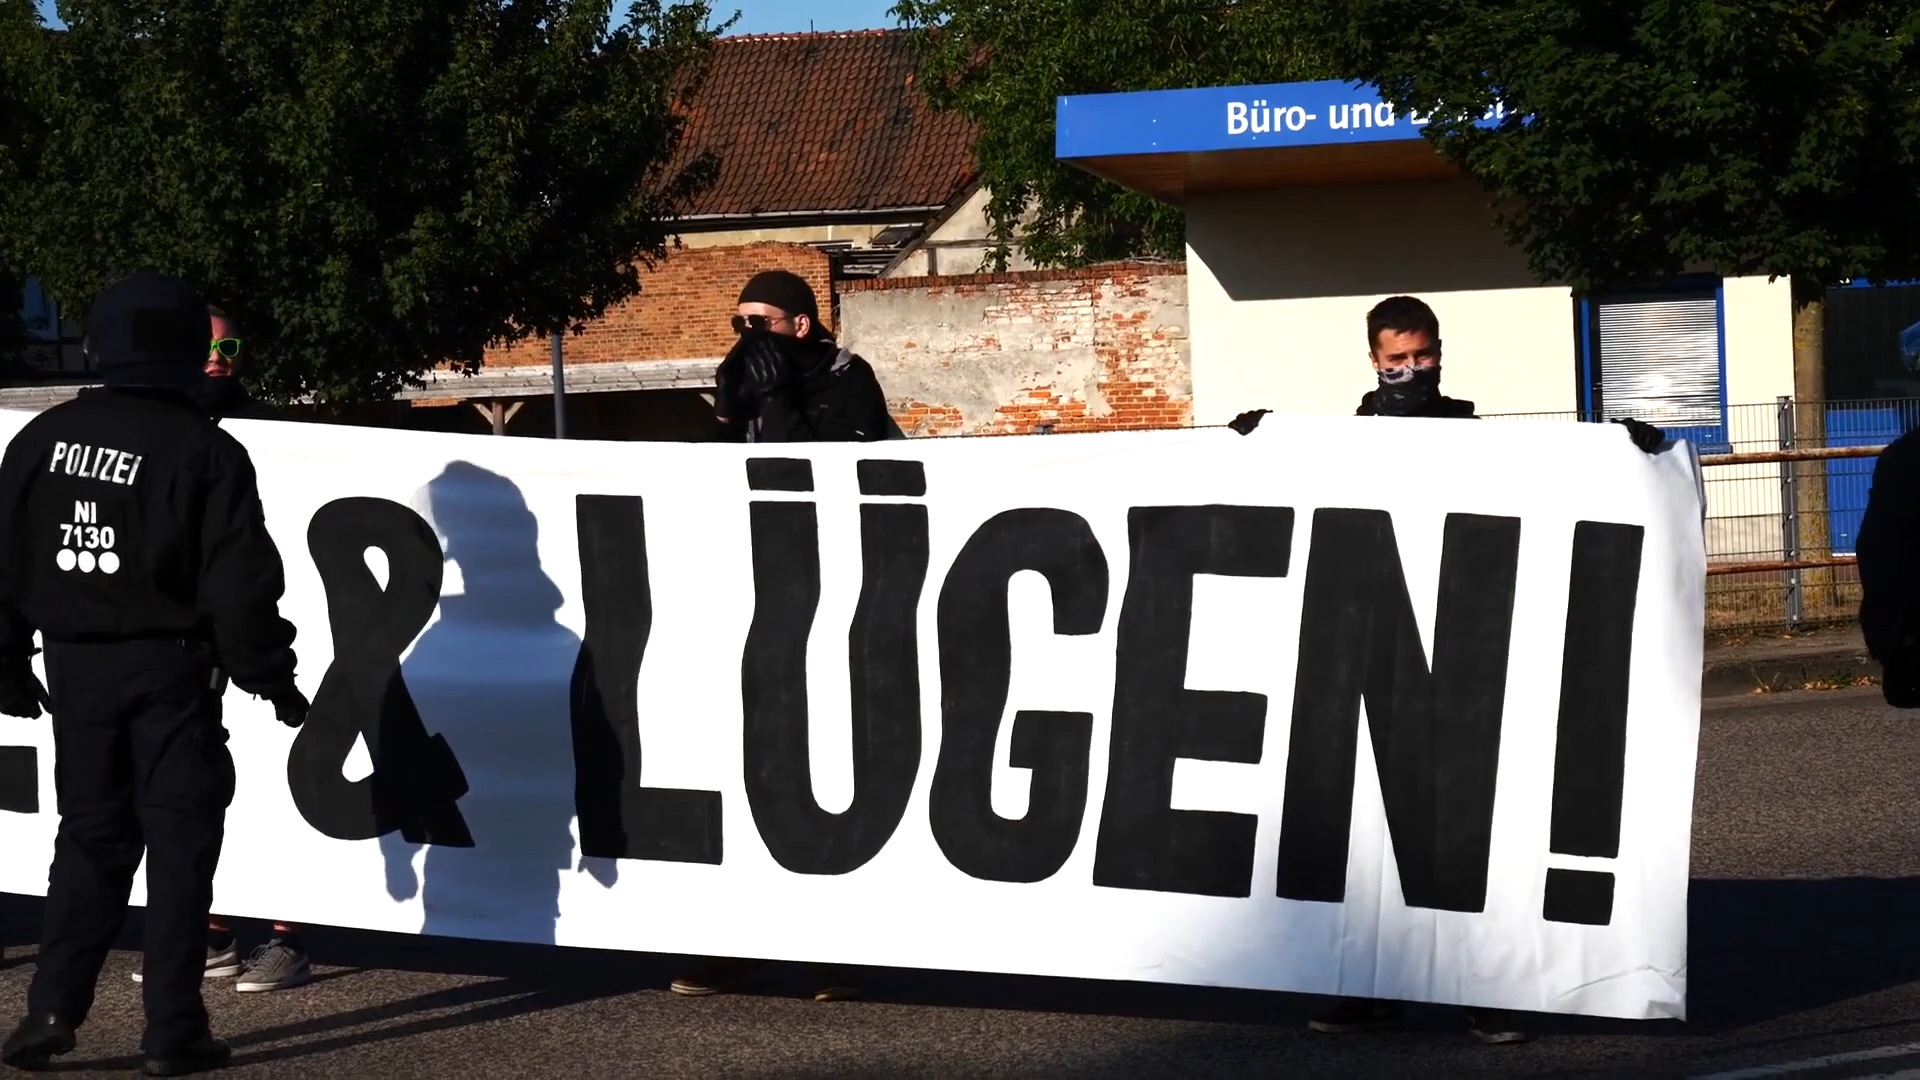 Büro- und
POLIZEI
NI
7130
& LÜGEN!